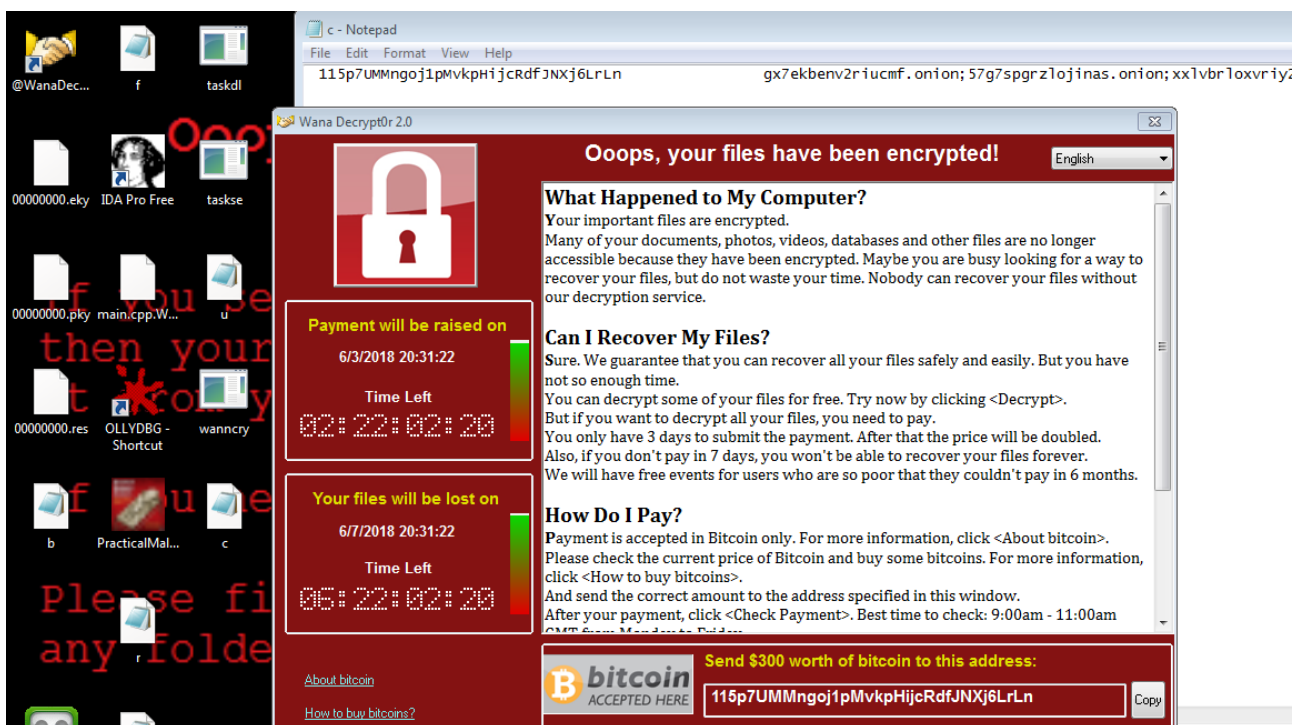 c - Notepad
File Edit Format View Help
115p7UMMngoj1pMvkpHijcRdfJNXj6LrLn gx7ekbenv2riucmf.onion;57g7spgrzlojinas.onion;xxlvbrloxvriy2
@WanaDec...
f
taskdl
00000000.eky
IDA Pro Free
taskse
00000000.pky
main.cpp.W...
u
00000000.res
OLLYDBG -
Shortcut
wanncry
b
PracticalMal...
c
r
Ooop
If you se
then your
Please fi
any folde
Wana Decrypt0r 2.0
Ooops, your files have been encrypted!
English
Payment will be raised on
6/3/2018 20:31:22
Time Left
02:22:02:20
Your files will be lost on
6/7/2018 20:31:22
Time Left
06:22:02:20
About bitcoin
How to buy bitcoins?
What Happened to My Computer?
Your important files are encrypted.
Many of your documents, photos, videos, databases and other files are no longer
accessible because they have been encrypted. Maybe you are busy looking for a way to
recover your files, but do not waste your time. Nobody can recover your files without
our decryption service.
Can I Recover My Files?
Sure. We guarantee that you can recover all your files safely and easily. But you have
not so enough time.
You can decrypt some of your files for free. Try now by clicking <Decrypt>.
But if you want to decrypt all your files, you need to pay.
You only have 3 days to submit the payment. After that the price will be doubled.
Also, if you don't pay in 7 days, you won't be able to recover your files forever.
We will have free events for users who are so poor that they couldn't pay in 6 months.
How Do I Pay?
Payment is accepted in Bitcoin only. For more information, click <About bitcoin>.
Please check the current price of Bitcoin and buy some bitcoins. For more information,
click <How to buy bitcoins>.
And send the correct amount to the address specified in this window.
After your payment, click <Check Payment>. Best time to check: 9:00am - 11:00am
GMT from Monday to Friday
bitcoin
ACCEPTED HERE
Send $300 worth of bitcoin to this address:
115p7UMMngoj1pMvkpHijcRdfJNXj6LrLn
Copy